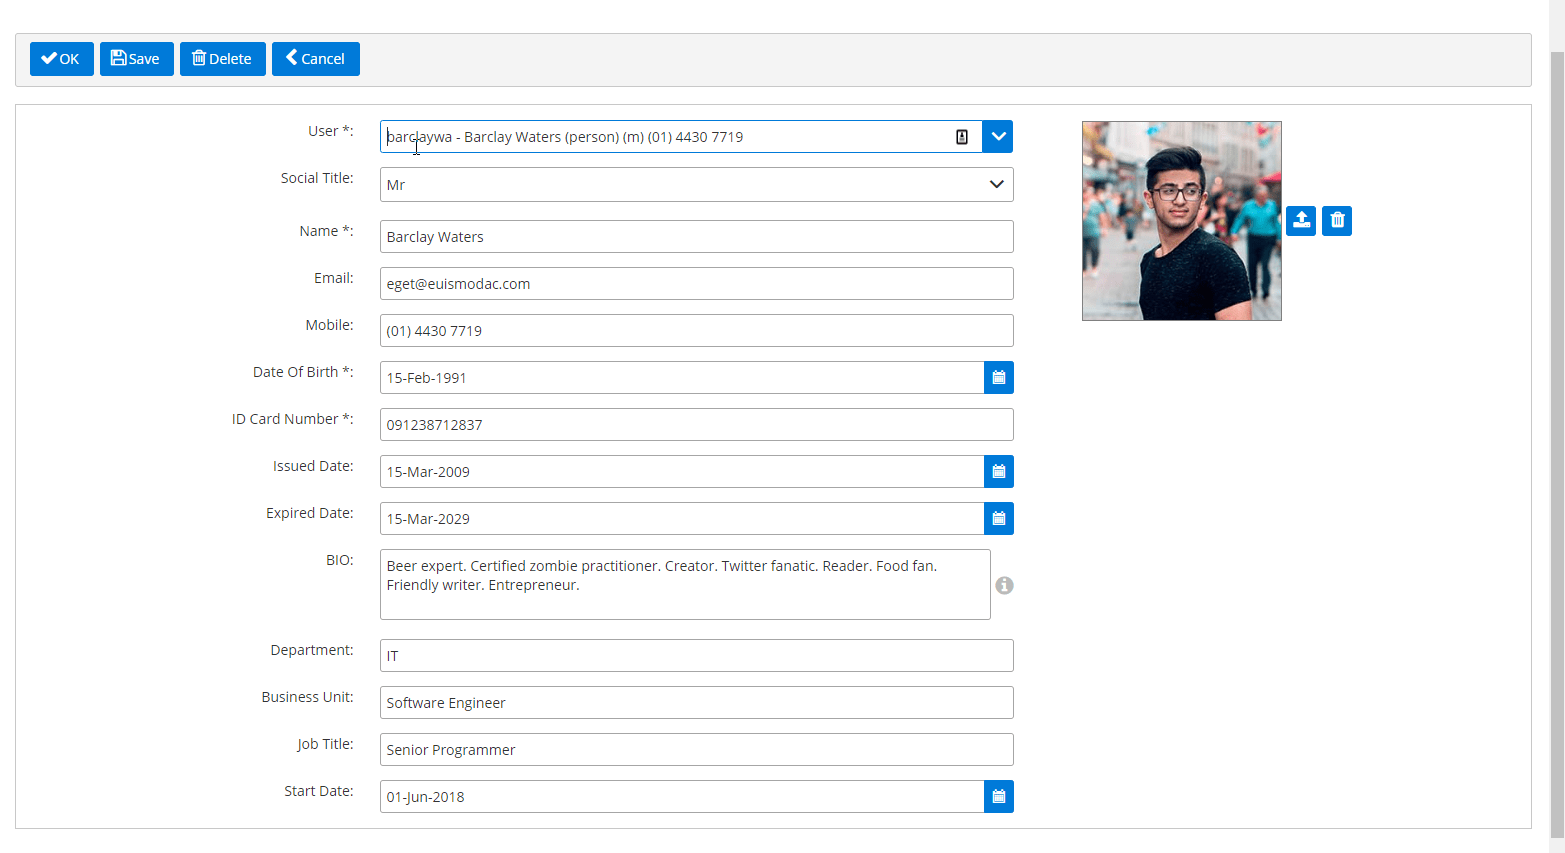 OK Save Delete Cancel
User *: barclaywa - Barclay Waters (person) (m) (01) 4430 7719
Social Title: Mr
Name *: Barclay Waters
Email: eget@euismodac.com
Mobile: (01) 4430 7719
Date Of Birth *: 15-Feb-1991
ID Card Number *: 091238712837
Issued Date: 15-Mar-2009
Expired Date: 15-Mar-2029
BIO: Beer expert. Certified zombie practitioner. Creator. Twitter fanatic. Reader. Food fan.
Friendly writer. Entrepreneur.
Department: IT
Business Unit: Software Engineer
Job Title: Senior Programmer
Start Date: 01-Jun-2018